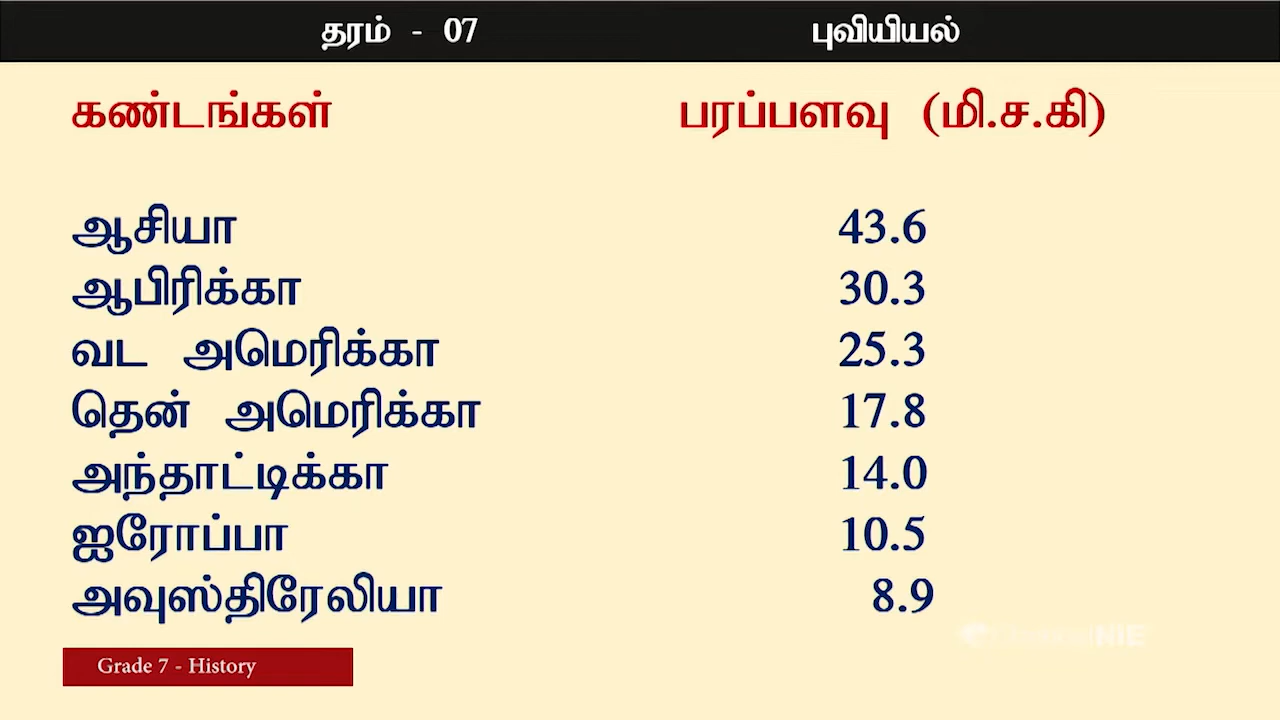 தரம் - 07 புவியியல்
கண்டங்கள் பரப்பளவு (மி.ச.கி)
ஆசியா 43.6
ஆபிரிக்கா 30.3
வட அமெரிக்கா 25.3
தென் அமெரிக்கா 17.8
அந்தாட்டிக்கா 14.0
ஐரோப்பா 10.5
அவுஸ்திரேலியா 8.9
NIE
Grade 7 - History